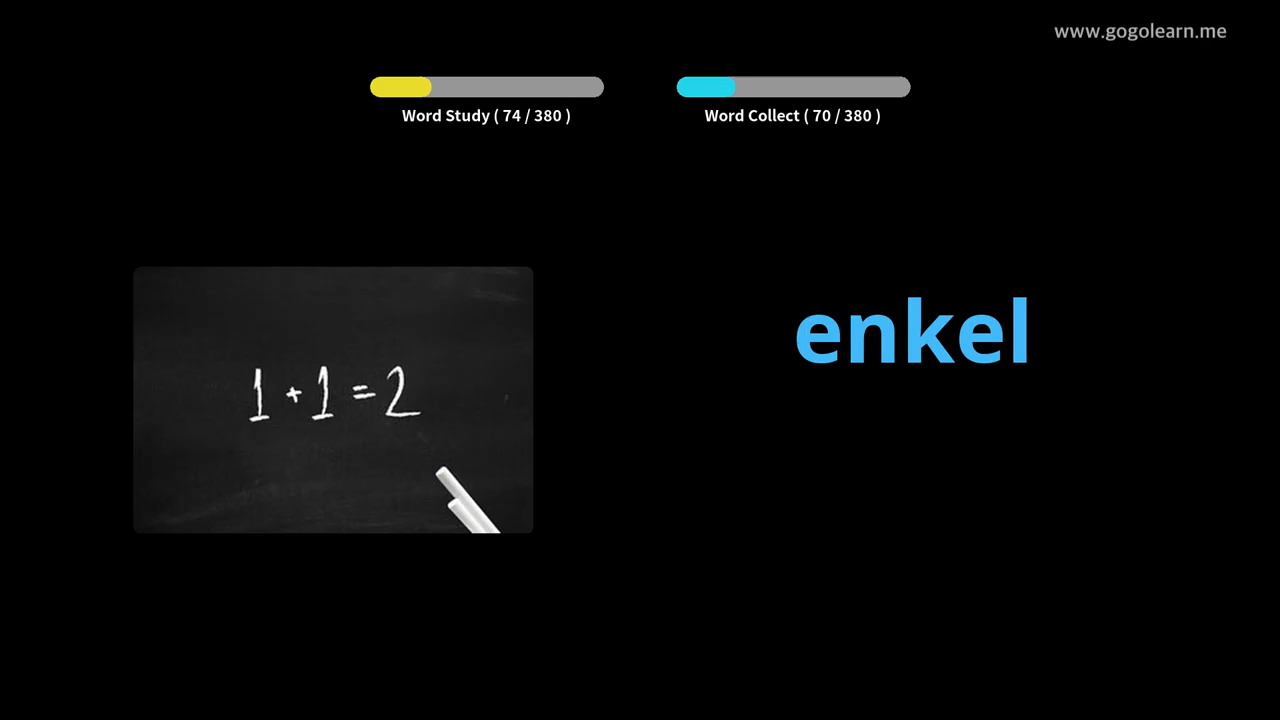 www.gogolearn.me
Word Study ( 74 / 380 )
Word Collect ( 70 / 380 )
enkel
1 + 1 = 2